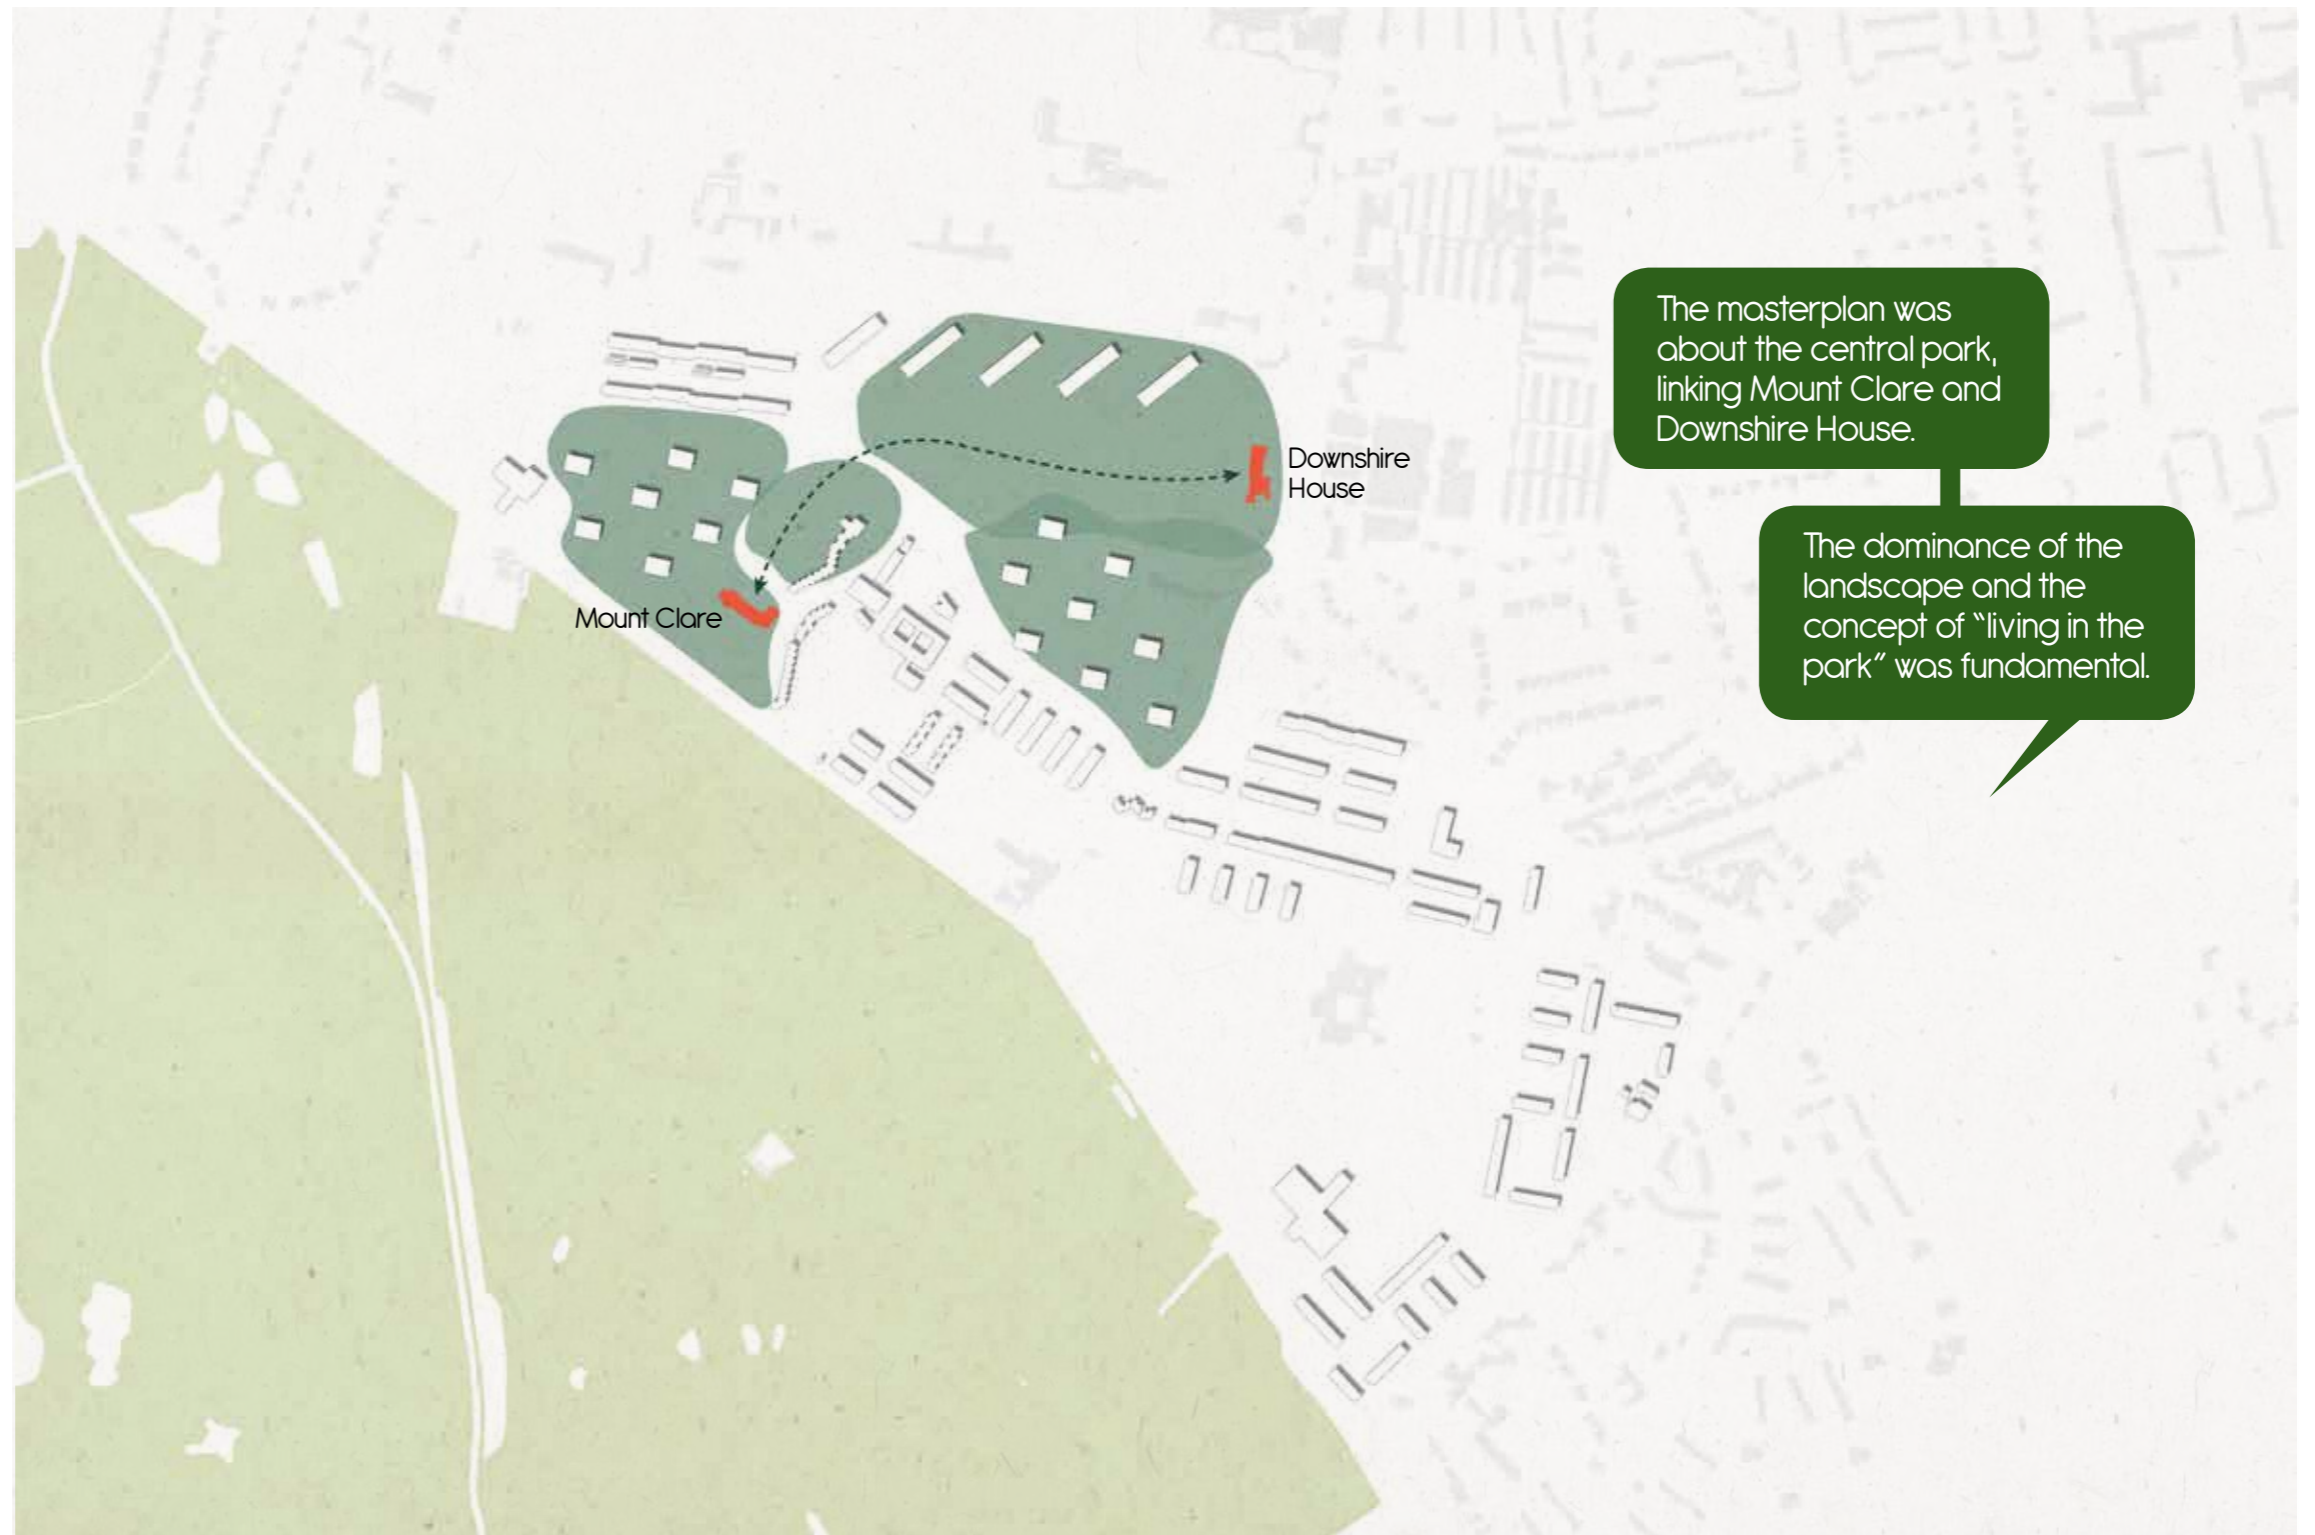 The masterplan was
about the central park,
linking Mount Clare and
Downshire House.
The dominance of the
landscape and the
concept of “living in the
park” was fundamental.
Downshire
House
Mount Clare